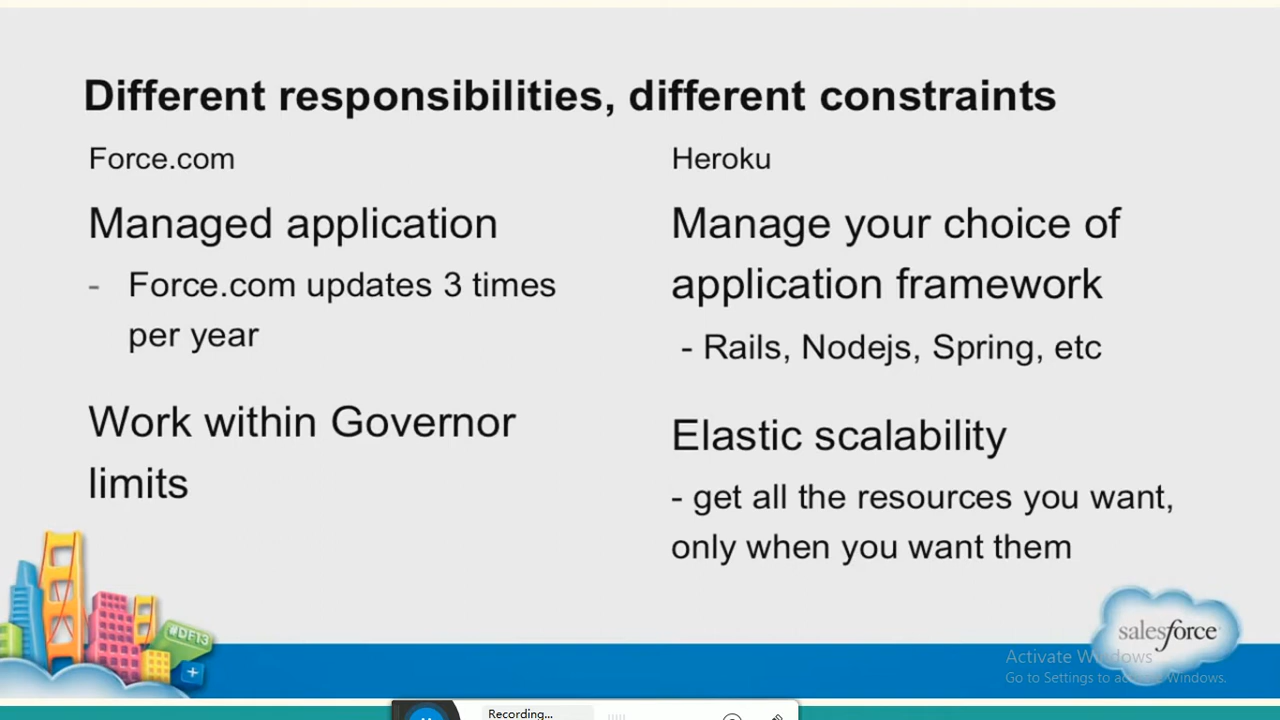 Different responsibilities, different constraints
Force.com
Managed application
- Force.com updates 3 times
per year
Work within Governor
limits
Heroku
Manage your choice of
application framework
- Rails, Nodejs, Spring, etc
Elastic scalability
- get all the resources you want,
only when you want them
#DF13
salesforce
Activate Windows
Go to Settings to activate Windows.
Recording...